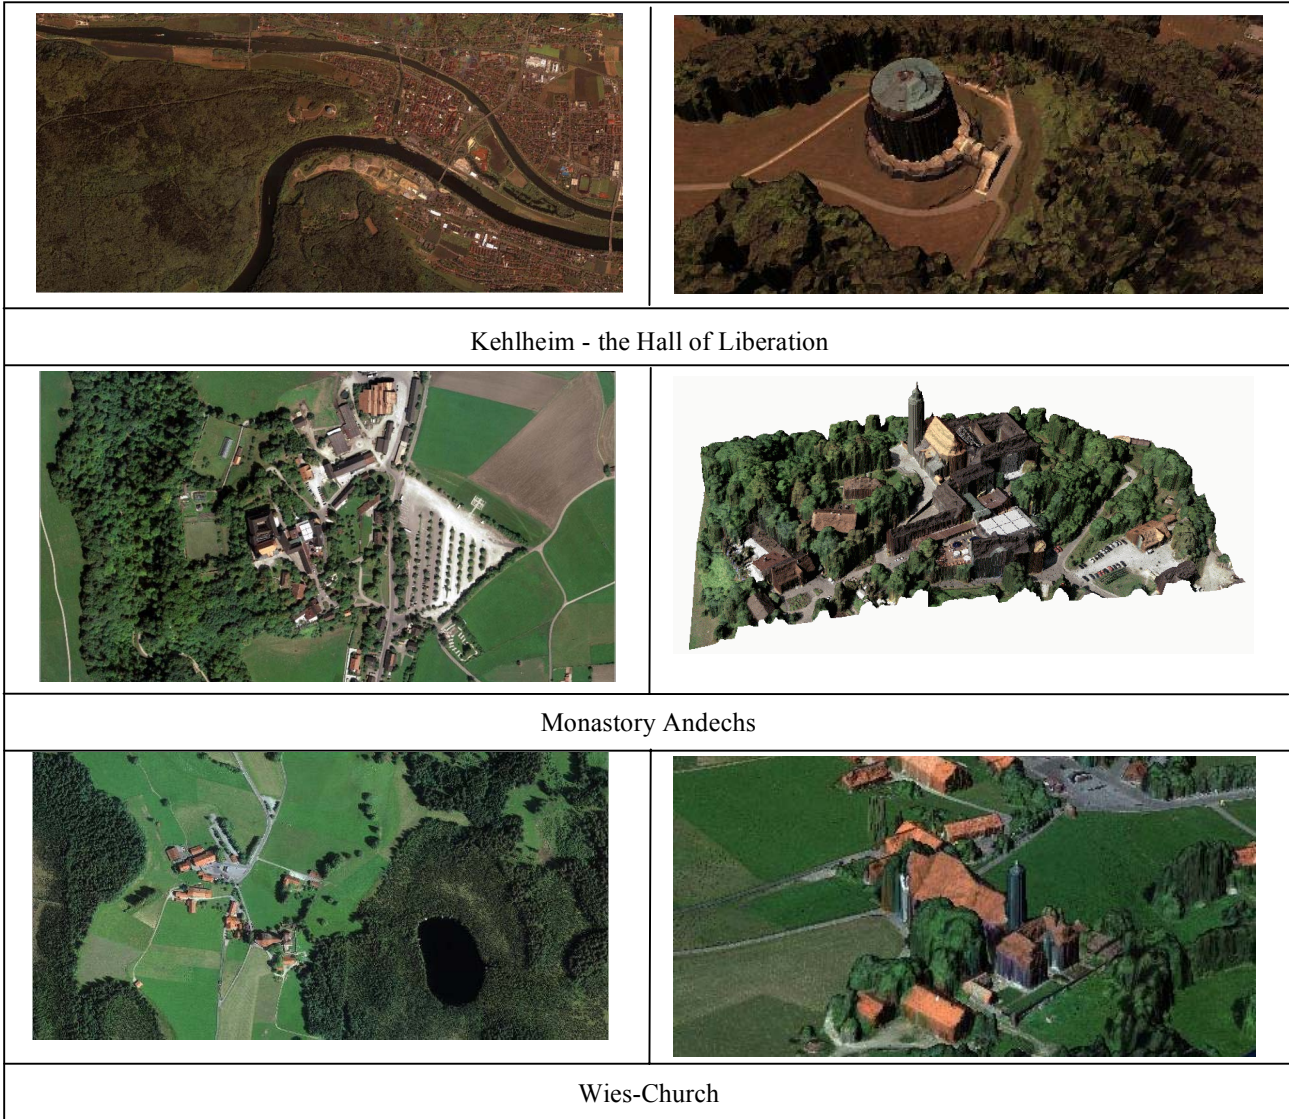 Kehlheim - the Hall of Liberation
Monastory Andechs
Wies-Church